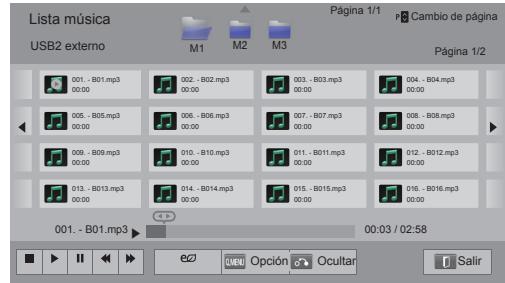 Lista música
Página 1/1
P Cambio de página
USB2 externo
M1 M2 M3
Página 1/2
001. - B01.mp3
00:00
002. - B02.mp3
00:00
003. - B03.mp3
00:00
004. - B04.mp3
00:00
005. - B05.mp3
00:00
006. - B06.mp3
00:00
007. - B07.mp3
00:00
008. - B08.mp3
00:00
009. - B09.mp3
00:00
010. - B10.mp3
00:00
011. - B011.mp3
00:00
012. - B012.mp3
00:00
013. - B013.mp3
00:00
014. - B014.mp3
00:00
015. - B015.mp3
00:00
016. - B016.mp3
00:00
001. - B01.mp3
00:03 / 02:58
Q.MENU Opción
Ocultar
Salir